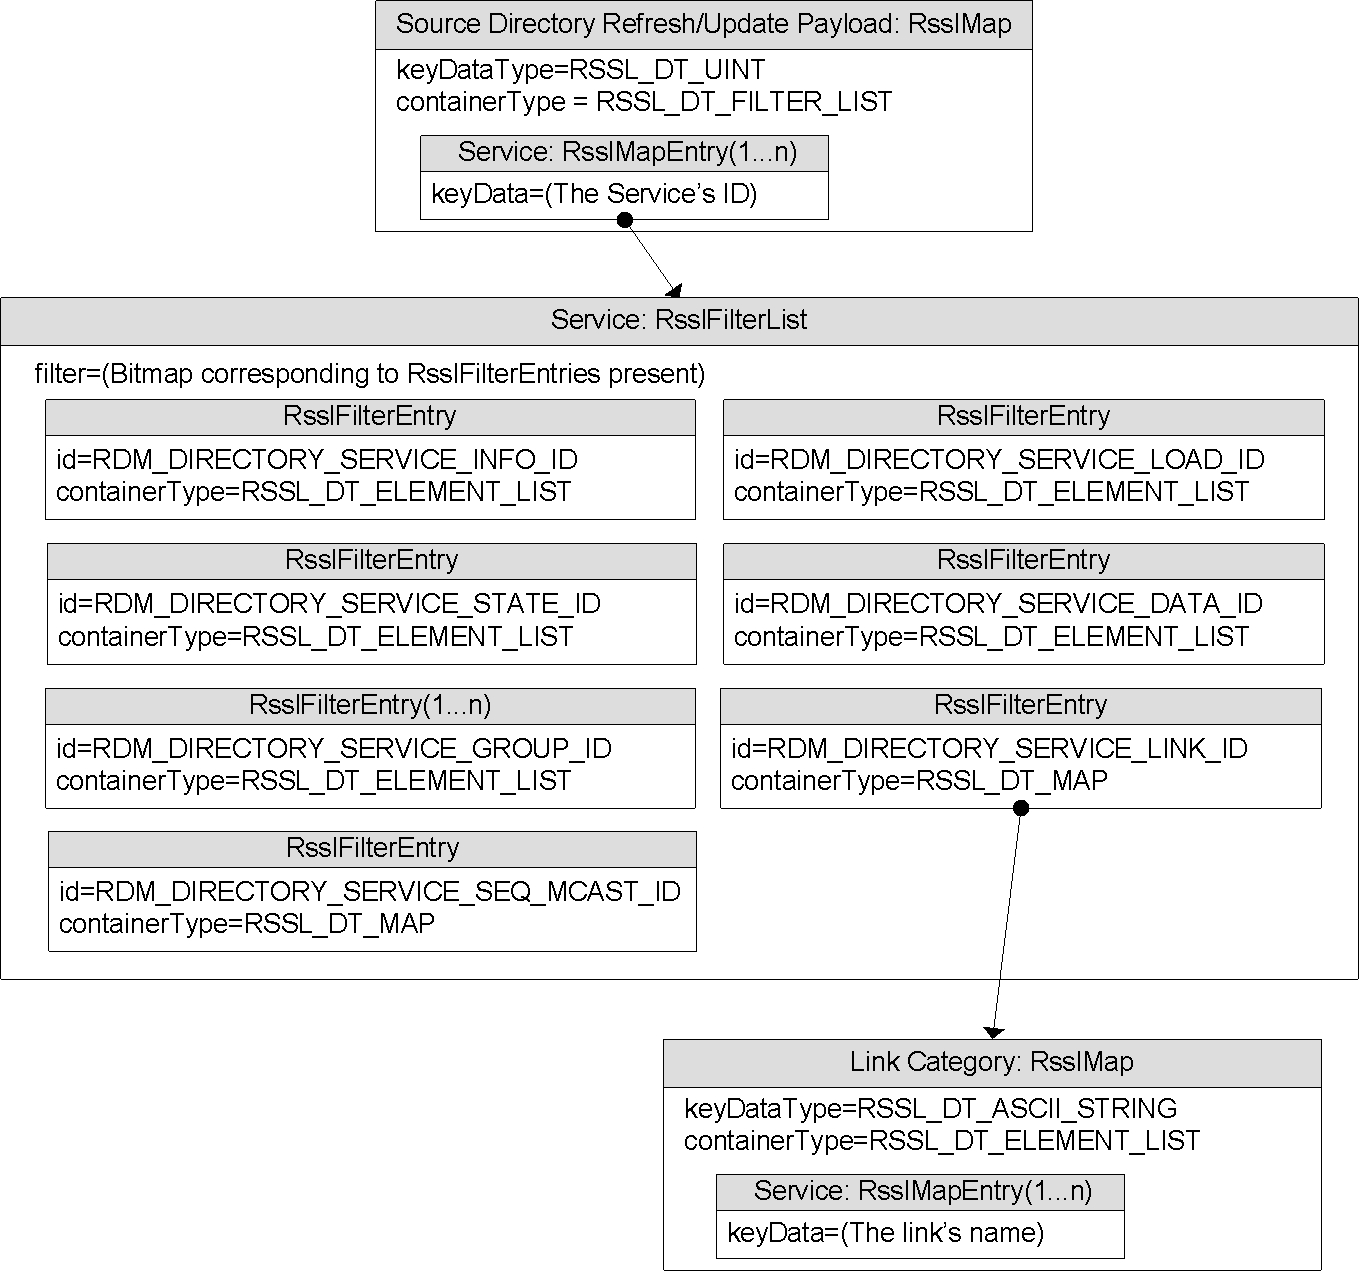 Source Directory Refresh/Update Payload: RsslMap
keyDataType=RSSL_DT_UINT
containerType = RSSL_DT_FILTER_LIST
Service: RsslMapEntry(1...n)
keyData=(The Service’s ID)
Service: RsslFilterList
filter=(Bitmap corresponding to RsslFilterEntries present)
RsslFilterEntry
id=RDM_DIRECTORY_SERVICE_INFO_ID
containerType=RSSL_DT_ELEMENT_LIST
RsslFilterEntry
id=RDM_DIRECTORY_SERVICE_LOAD_ID
containerType=RSSL_DT_ELEMENT_LIST
RsslFilterEntry
id=RDM_DIRECTORY_SERVICE_STATE_ID
containerType=RSSL_DT_ELEMENT_LIST
RsslFilterEntry
id=RDM_DIRECTORY_SERVICE_DATA_ID
containerType=RSSL_DT_ELEMENT_LIST
RsslFilterEntry(1...n)
id=RDM_DIRECTORY_SERVICE_GROUP_ID
containerType=RSSL_DT_ELEMENT_LIST
RsslFilterEntry
id=RDM_DIRECTORY_SERVICE_LINK_ID
containerType=RSSL_DT_MAP
RsslFilterEntry
id=RDM_DIRECTORY_SERVICE_SEQ_MCAST_ID
containerType=RSSL_DT_MAP
Link Category: RsslMap
keyDataType=RSSL_DT_ASCII_STRING
containerType=RSSL_DT_ELEMENT_LIST
Service: RsslMapEntry(1...n)
keyData=(The link’s name)